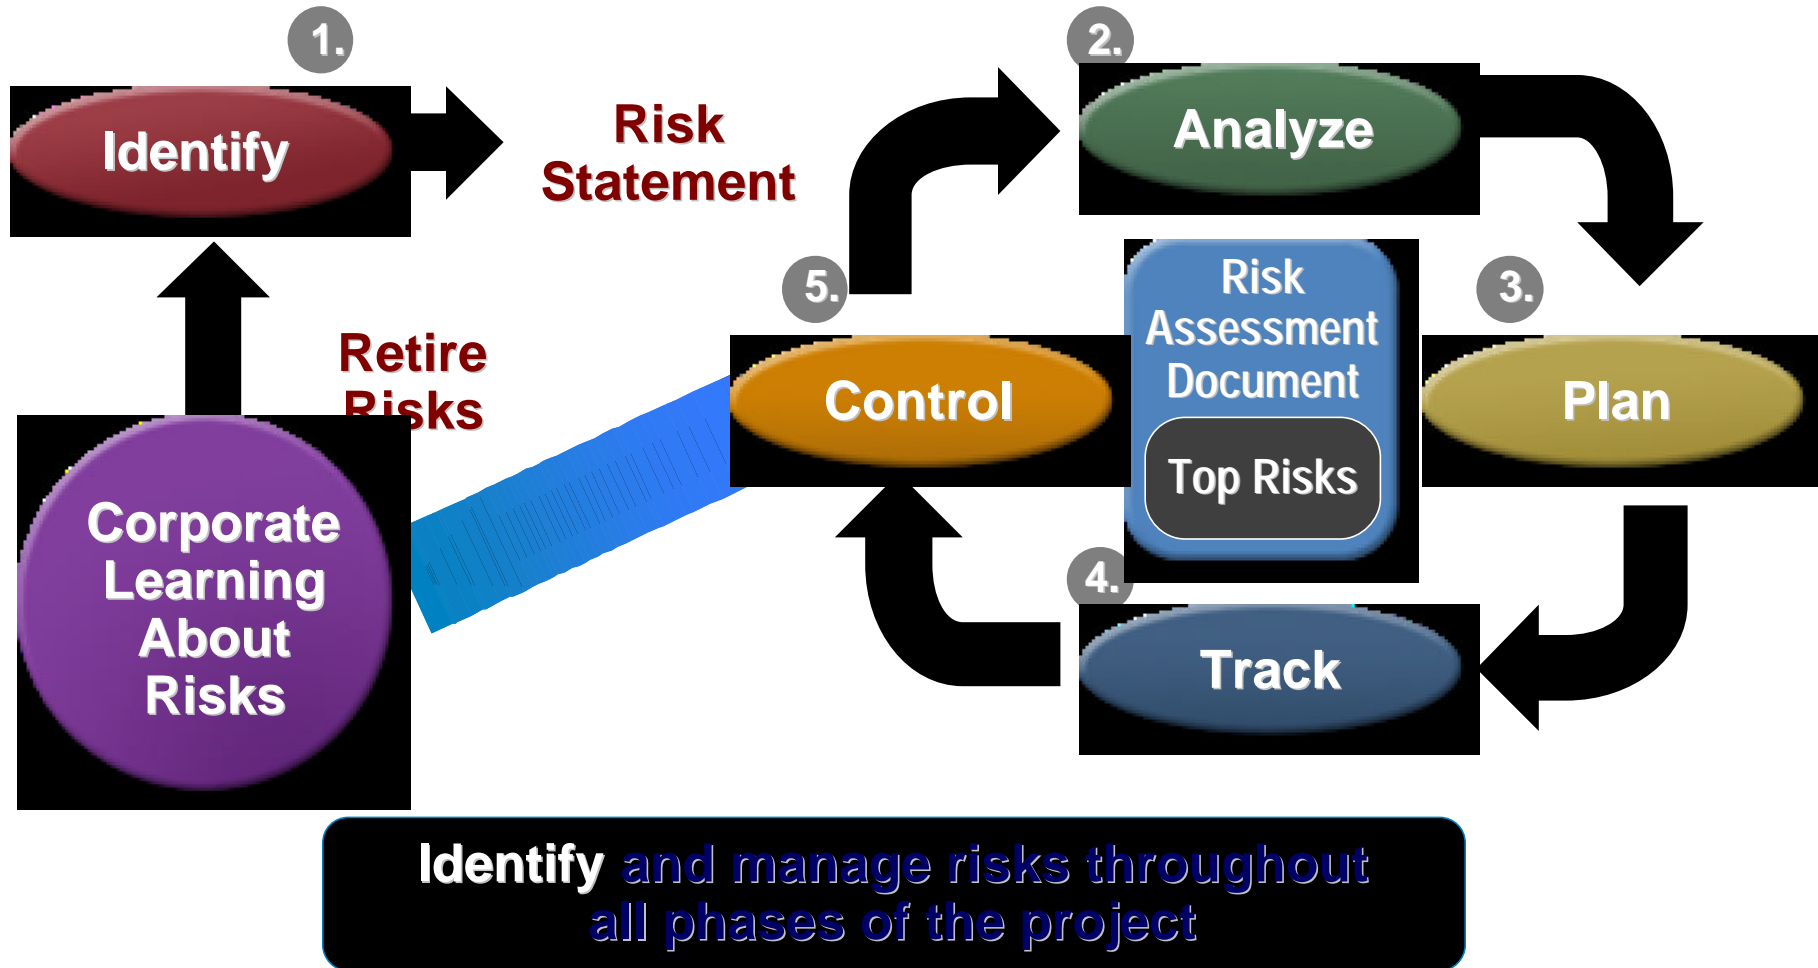 1.
Identify
Risk
Statement
2.
Analyze
5.
Control
Risk
Assessment
Document
Top Risks
3.
Plan
4.
Track
Retire
Risks
Corporate
Learning
About
Risks
Identify and manage risks throughout
all phases of the project